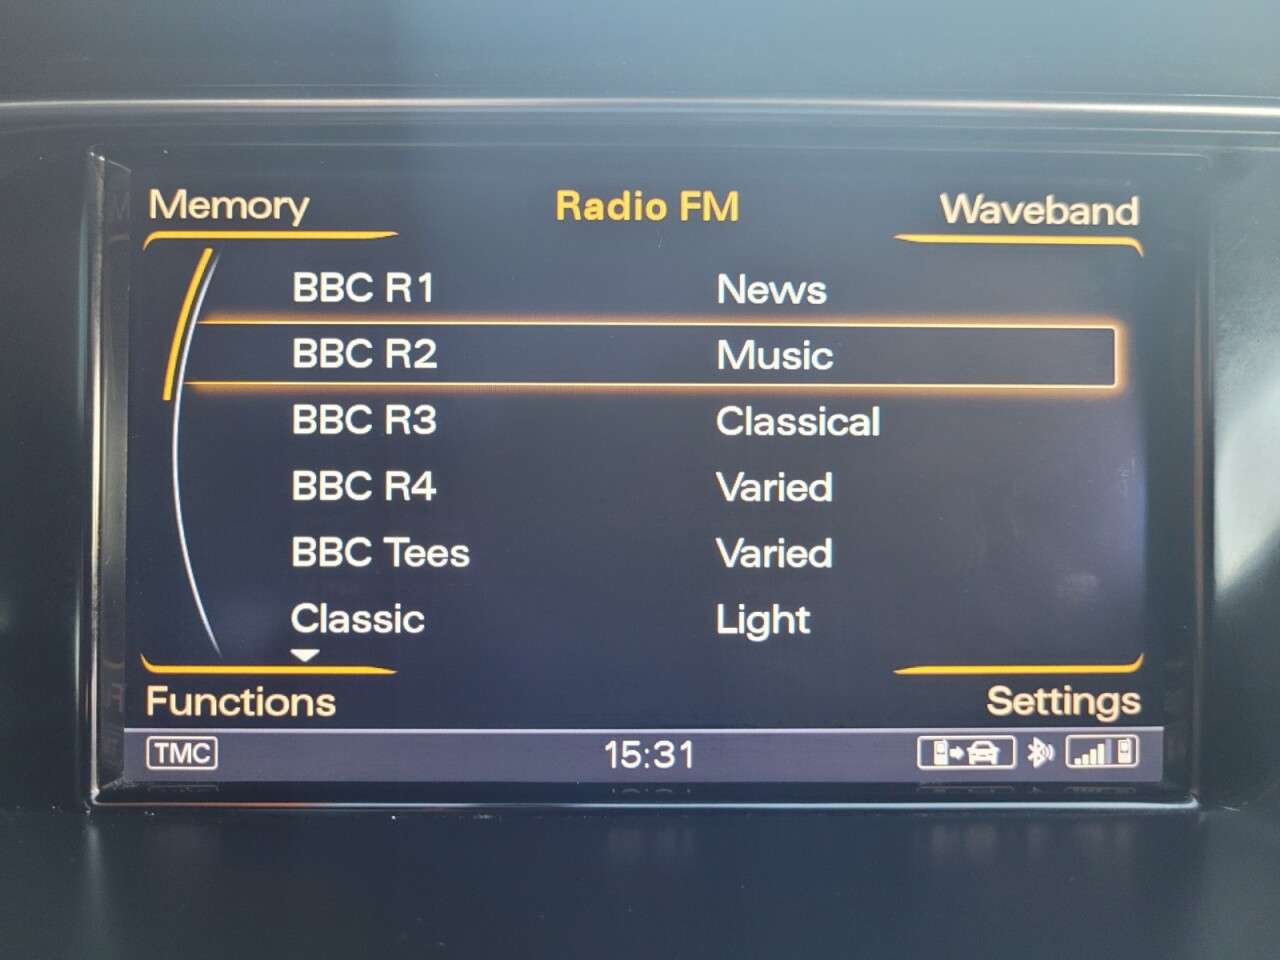 Memory Radio FM Waveband
BBC R1 News
BBC R2 Music
BBC R3 Classical
BBC R4 Varied
BBC Tees Varied
Classic Light
Functions Settings
TMC 15:31